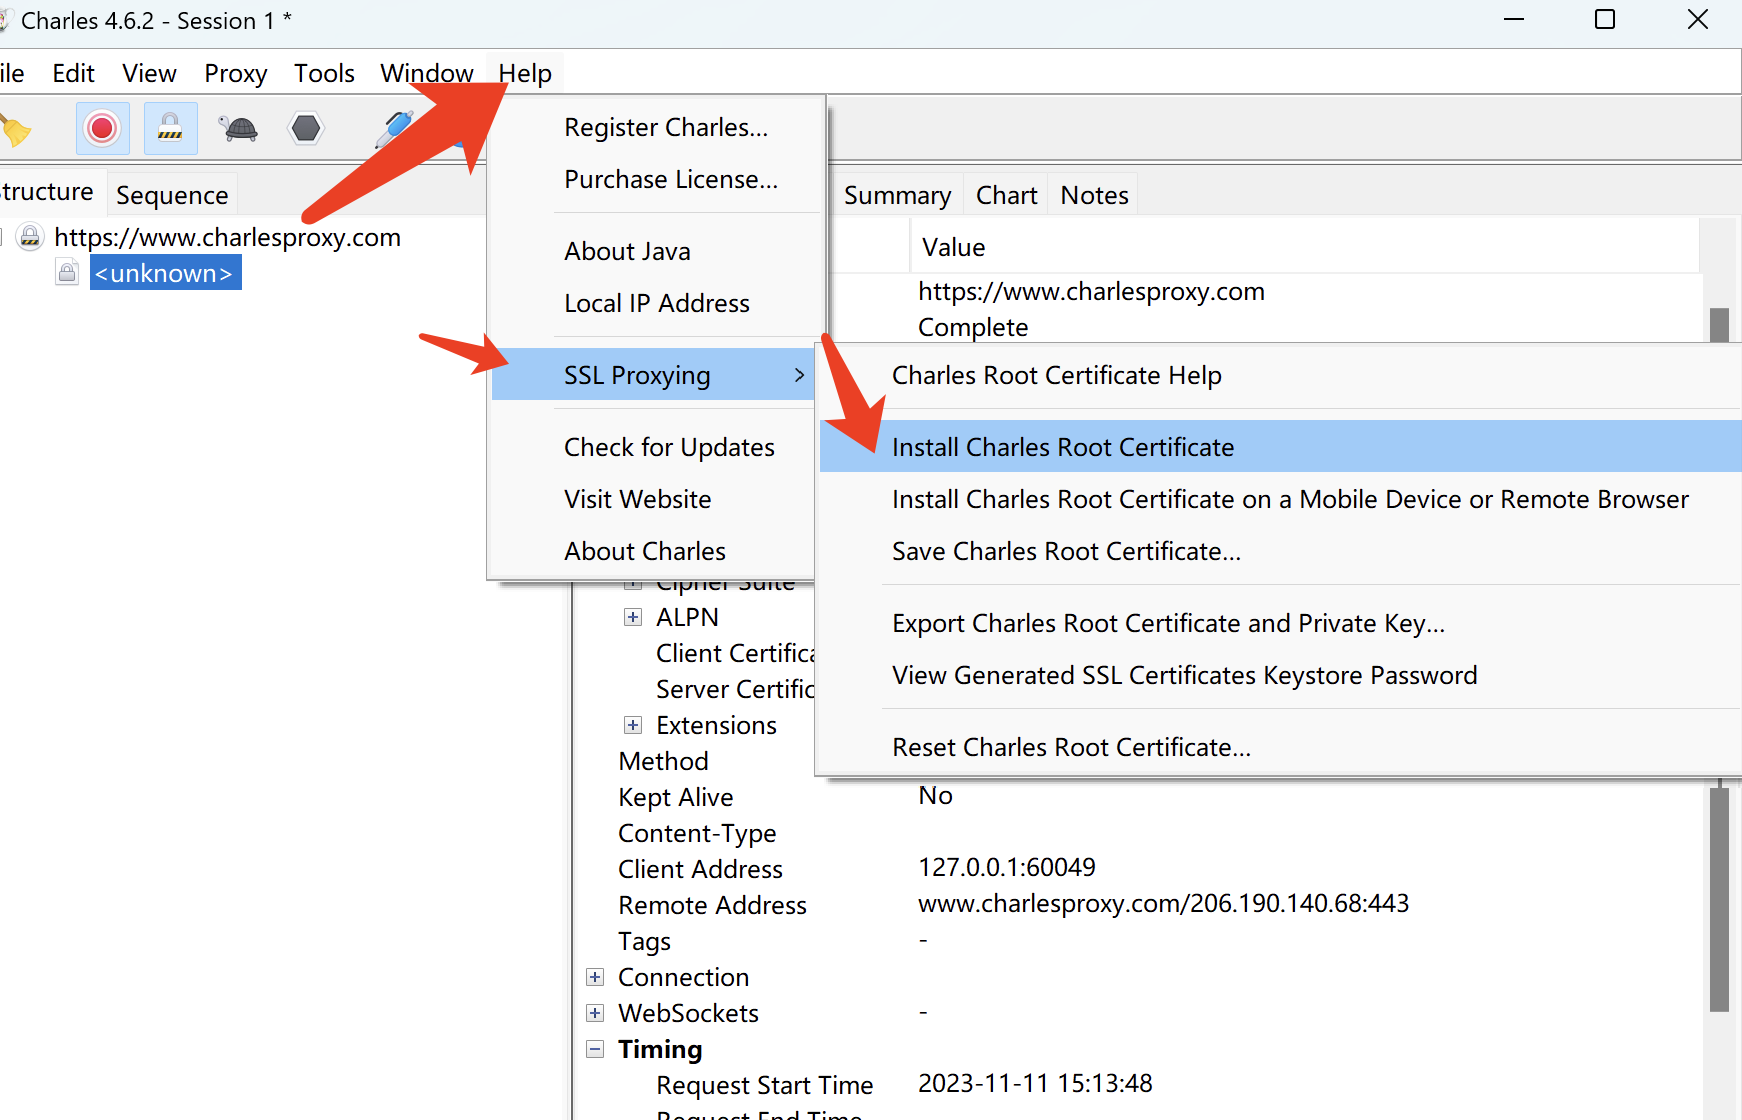 Charles 4.6.2 - Session 1 *
ile Edit View Proxy Tools Window Help
Register Charles...
Purchase License...
About Java
Local IP Address
SSL Proxying >
Check for Updates
Visit Website
About Charles
Charles Root Certificate Help
Install Charles Root Certificate
Install Charles Root Certificate on a Mobile Device or Remote Browser
Save Charles Root Certificate...
Export Charles Root Certificate and Private Key...
View Generated SSL Certificates Keystore Password
Reset Charles Root Certificate...
tructure Sequence
https://www.charlesproxy.com
<unknown>
Summary Chart Notes
Value
https://www.charlesproxy.com
Complete
Cipher Suite
ALPN
Client Certifica
Server Certific
Extensions
Method
Kept Alive No
Content-Type
Client Address 127.0.0.1:60049
Remote Address www.charlesproxy.com/206.190.140.68:443
Tags -
Connection
WebSockets -
Timing
Request Start Time 2023-11-11 15:13:48
Request End Time